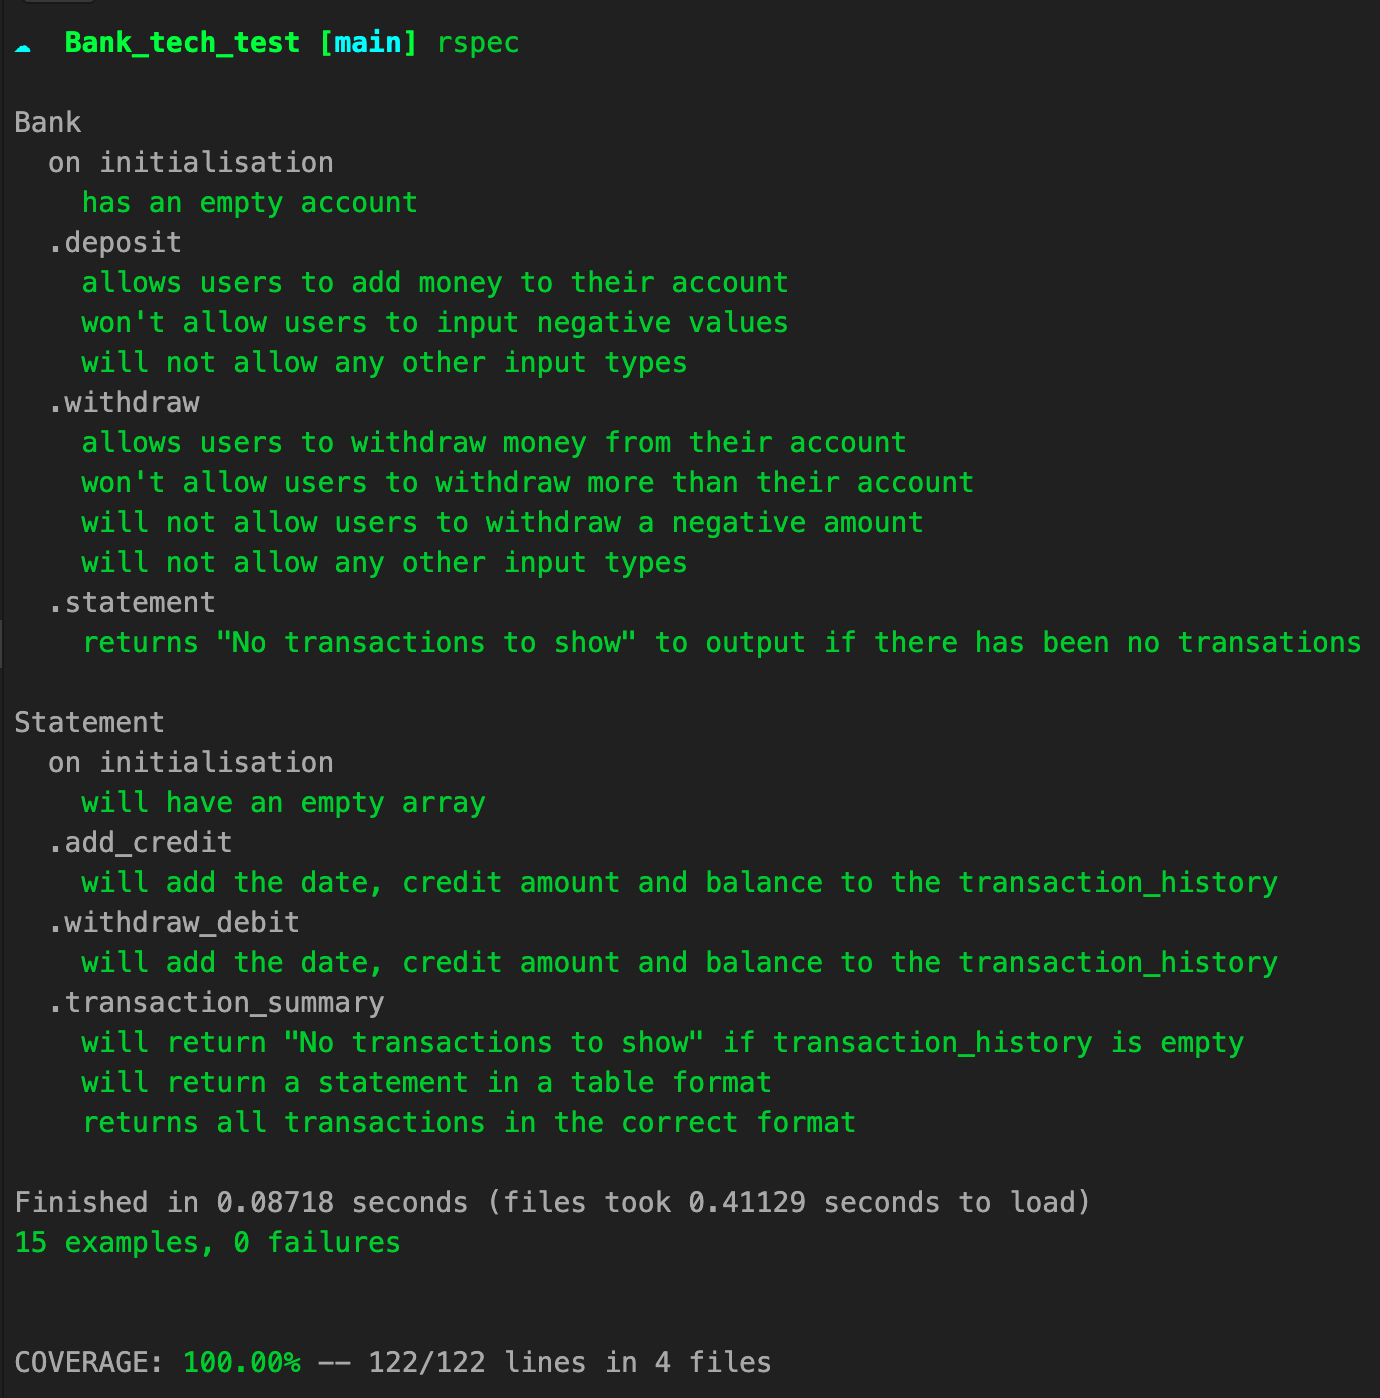 ☁ Bank_tech_test [main] rspec
Bank
on initialisation
has an empty account
.deposit
allows users to add money to their account
won't allow users to input negative values
will not allow any other input types
.withdraw
allows users to withdraw money from their account
won't allow users to withdraw more than their account
will not allow users to withdraw a negative amount
will not allow any other input types
.statement
returns "No transactions to show" to output if there has been no transations
Statement
on initialisation
will have an empty array
.add_credit
will add the date, credit amount and balance to the transaction_history
.withdraw_debit
will add the date, credit amount and balance to the transaction_history
.transaction_summary
will return "No transactions to show" if transaction_history is empty
will return a statement in a table format
returns all transactions in the correct format
Finished in 0.08718 seconds (files took 0.41129 seconds to load)
15 examples, 0 failures
COVERAGE: 100.00% -- 122/122 lines in 4 files